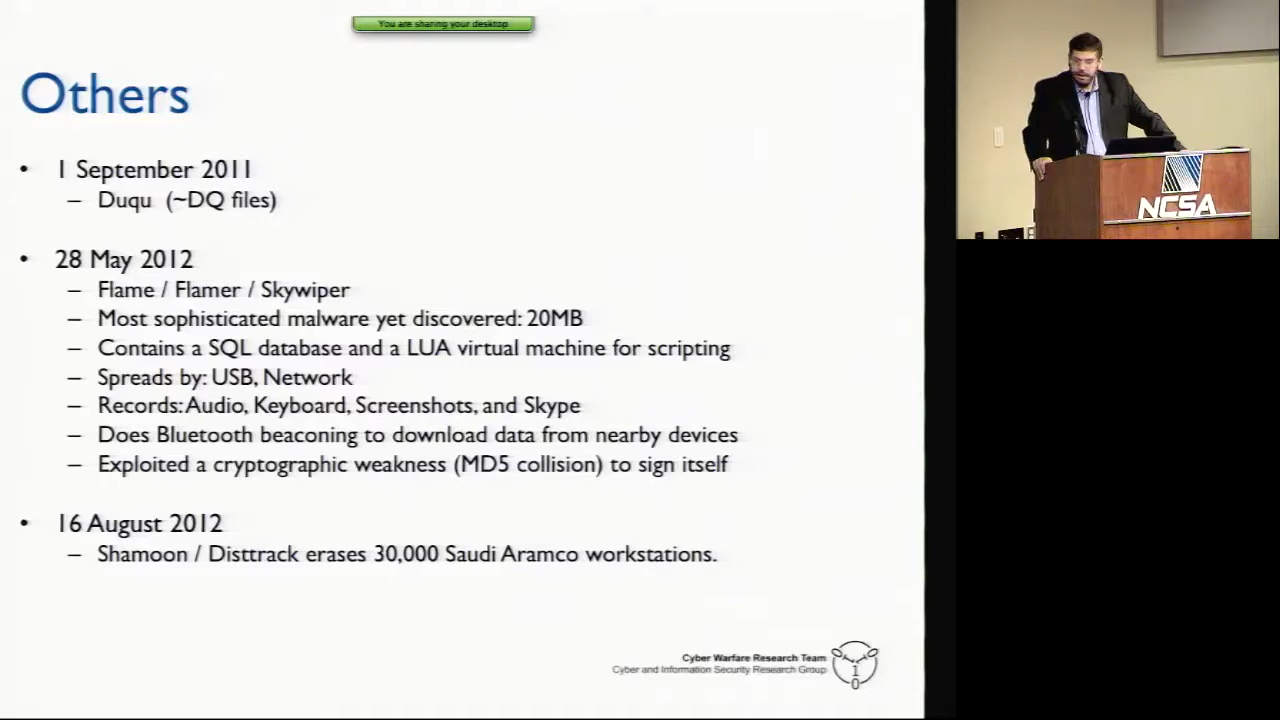 You are sharing your desktop
Others
• 1 September 2011
– Duqu (~DQ files)
• 28 May 2012
– Flame / Flamer / Skywiper
– Most sophisticated malware yet discovered: 20MB
– Contains a SQL database and a LUA virtual machine for scripting
– Spreads by: USB, Network
– Records: Audio, Keyboard, Screenshots, and Skype
– Does Bluetooth beaconing to download data from nearby devices
– Exploited a cryptographic weakness (MD5 collision) to sign itself
• 16 August 2012
– Shamoon / Disttrack erases 30,000 Saudi Aramco workstations.
Cyber Warfare Research Team
Cyber and Information Security Research Group
1
0
NCSA